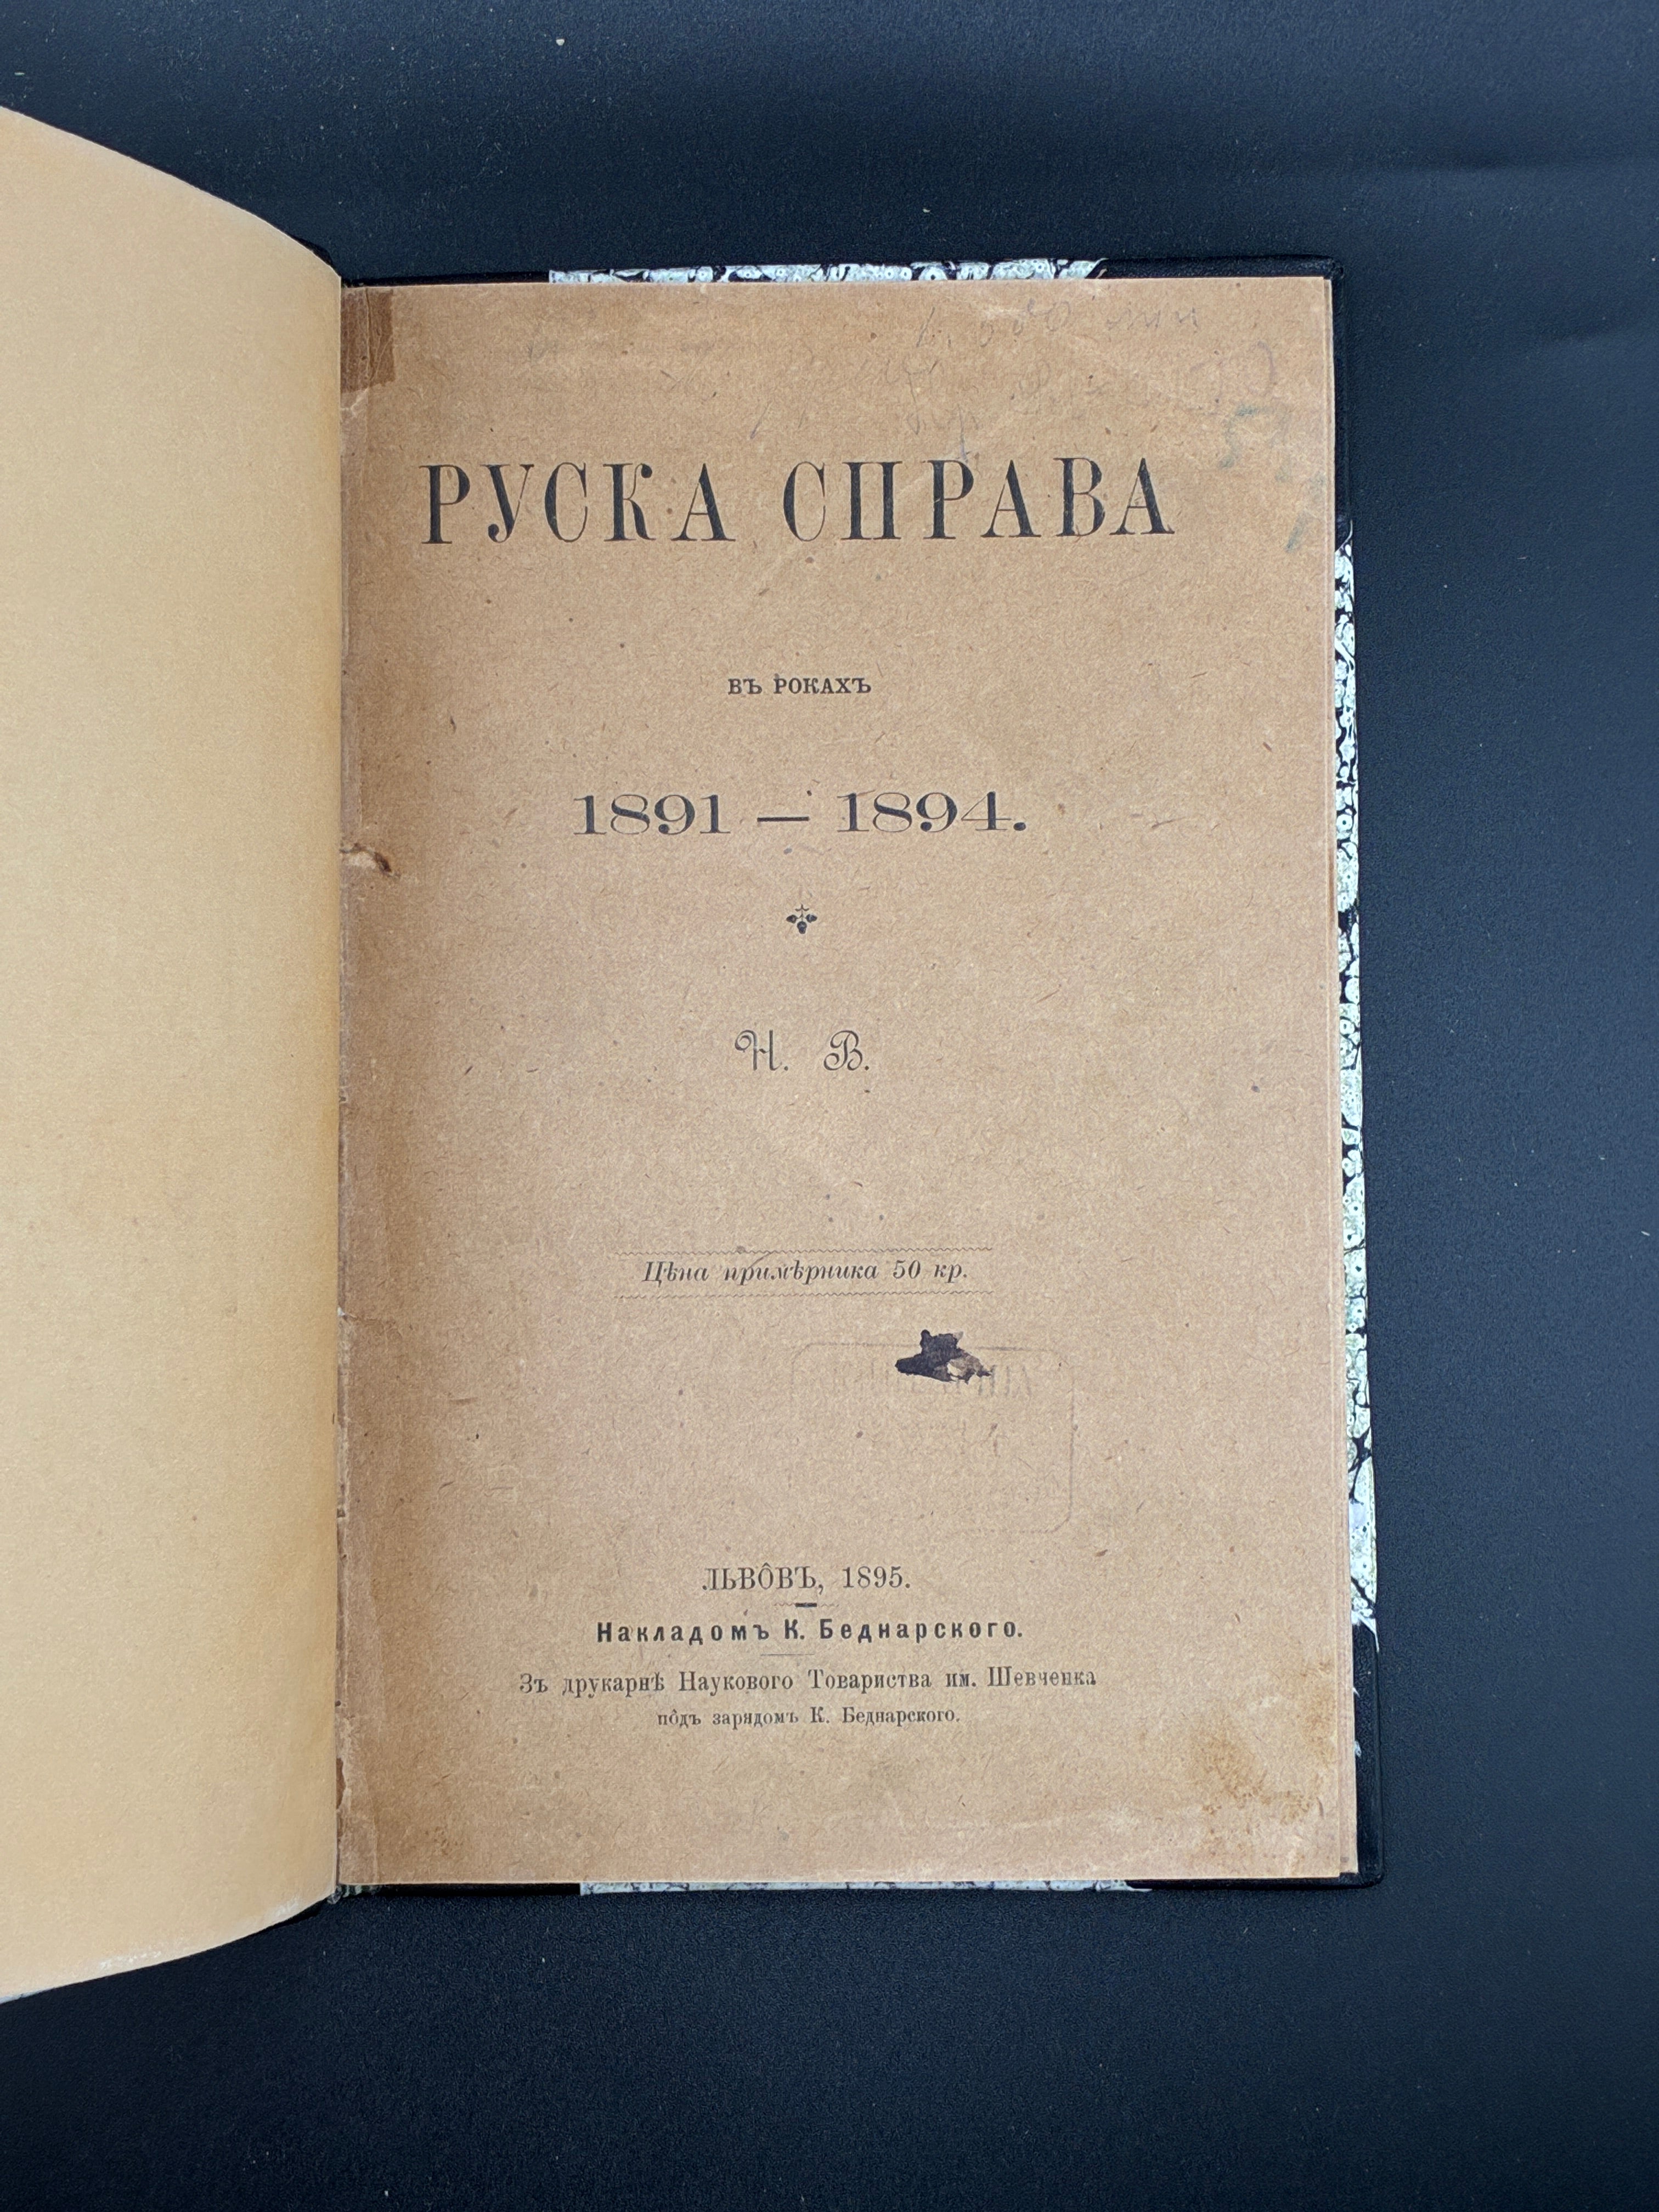 РУСКА СПРАВА
ВЪ РОКАХЪ
1891 — 1894.
Н. В.
Цѣна примѣрника 50 кр.
ЛЬВÔВЪ, 1895.
Накладомъ К. Беднарского.
Зъ друкарнѣ Наукового Товариства им. Шевченка
пôдъ зарядомъ К. Беднарского.